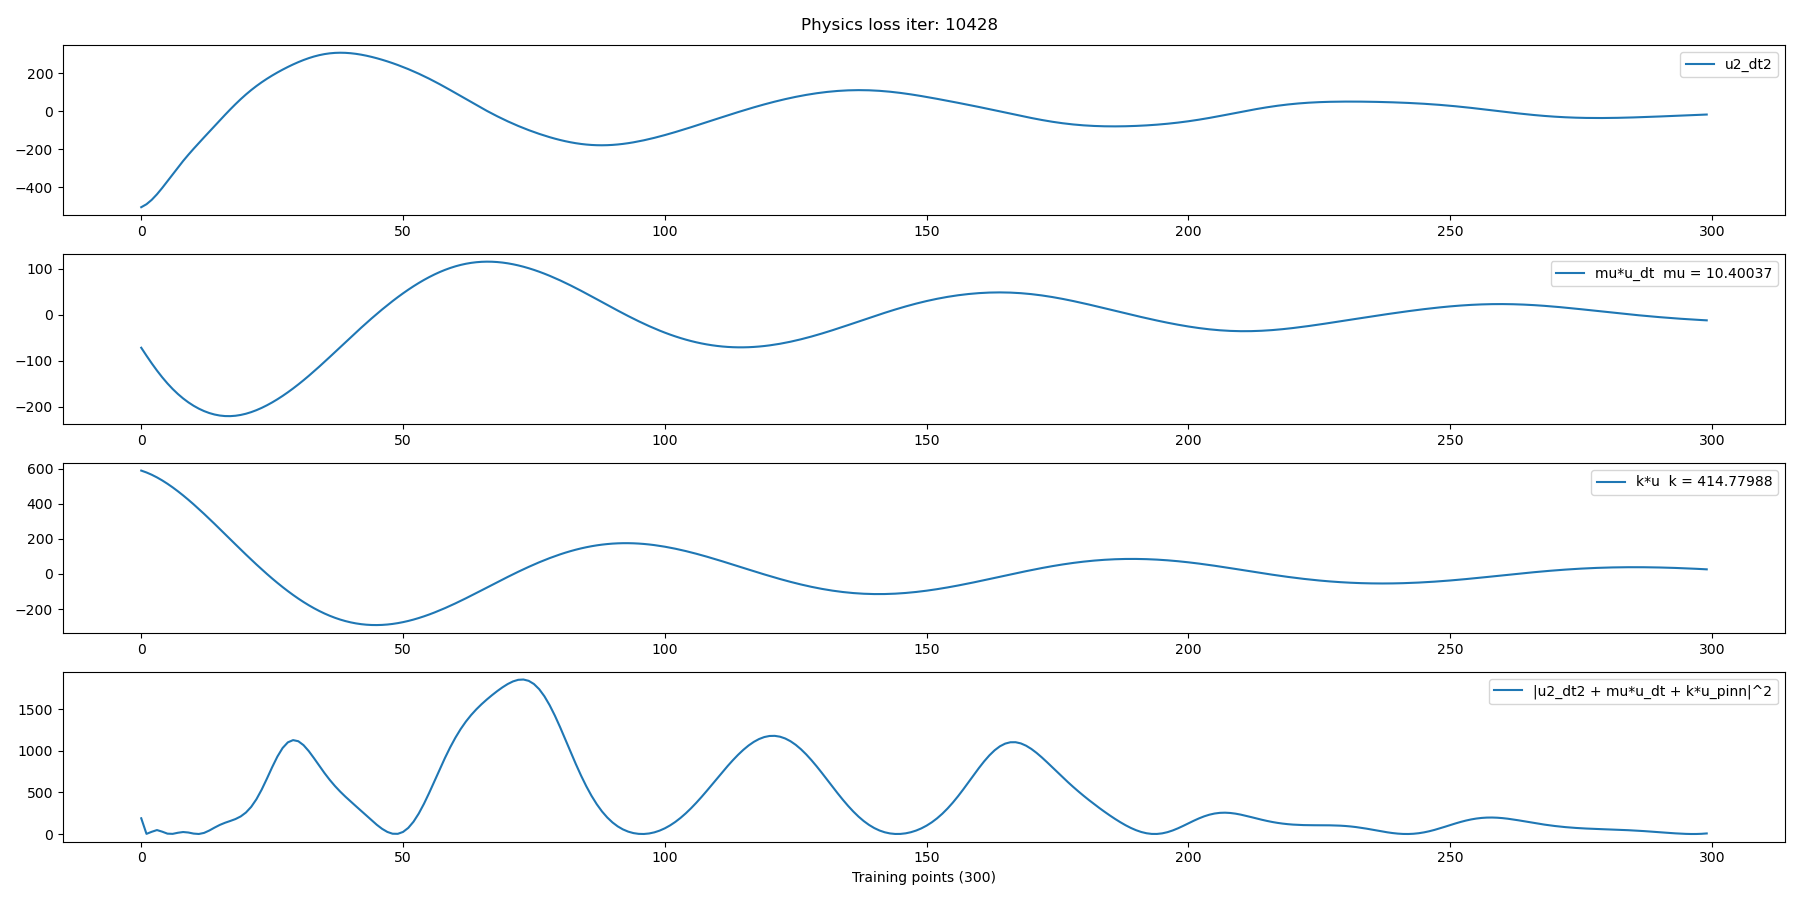 Physics loss iter: 10428
200
0
−200
−400
u2_dt2
0 50 100 150 200 250 300
100
0
−100
−200
mu*u_dt  mu = 10.40037
0 50 100 150 200 250 300
600
400
200
0
−200
k*u  k = 414.77988
0 50 100 150 200 250 300
1500
1000
500
0
|u2_dt2 + mu*u_dt + k*u_pinn|^2
0 50 100 150 200 250 300
Training points (300)